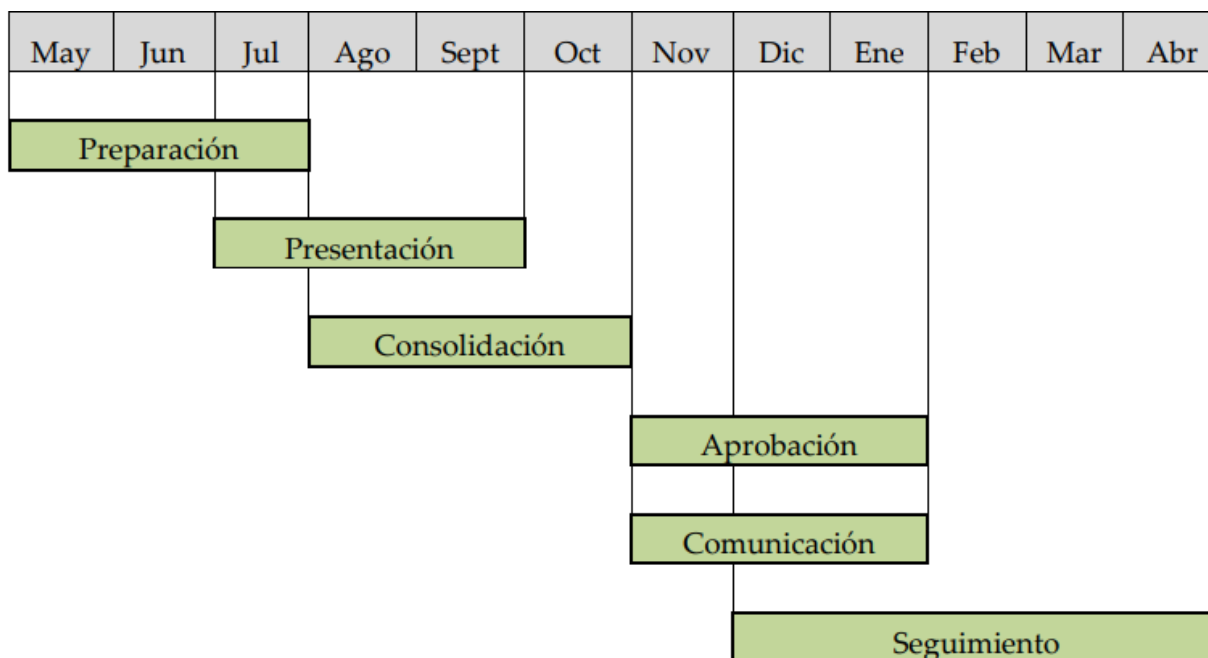 May Jun Jul Ago Sept Oct Nov Dic Ene Feb Mar Abr
Preparación
Presentación
Consolidación
Aprobación
Comunicación
Seguimiento